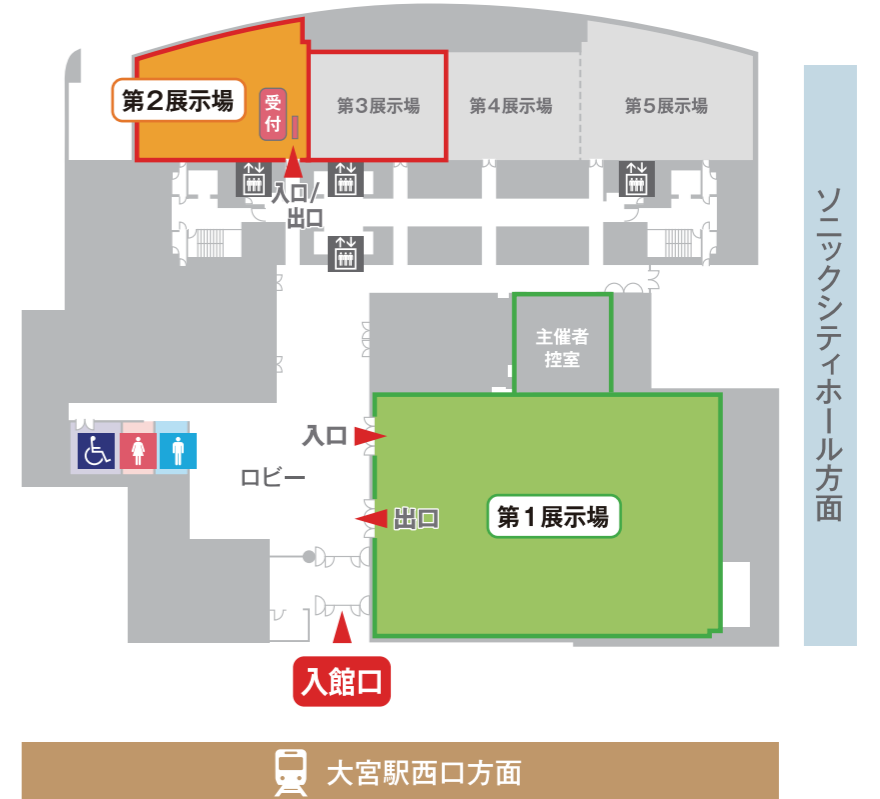 第2展示場
受付
第3展示場
第4展示場
第5展示場
入口/
出口
主催者
控室
入口
ロビー
出口
第1展示場
入館口
ソニックシティホール方面
大宮駅西口方面